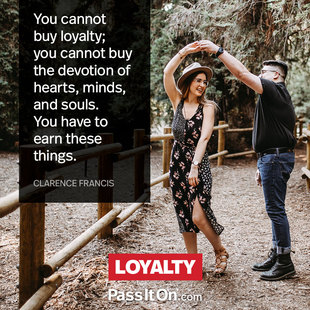 You cannot
buy loyalty;
you cannot buy
the devotion of
hearts, minds,
and souls.
You have to
earn these
things.
CLARENCE FRANCIS
LOYALTY
PassItOn.com